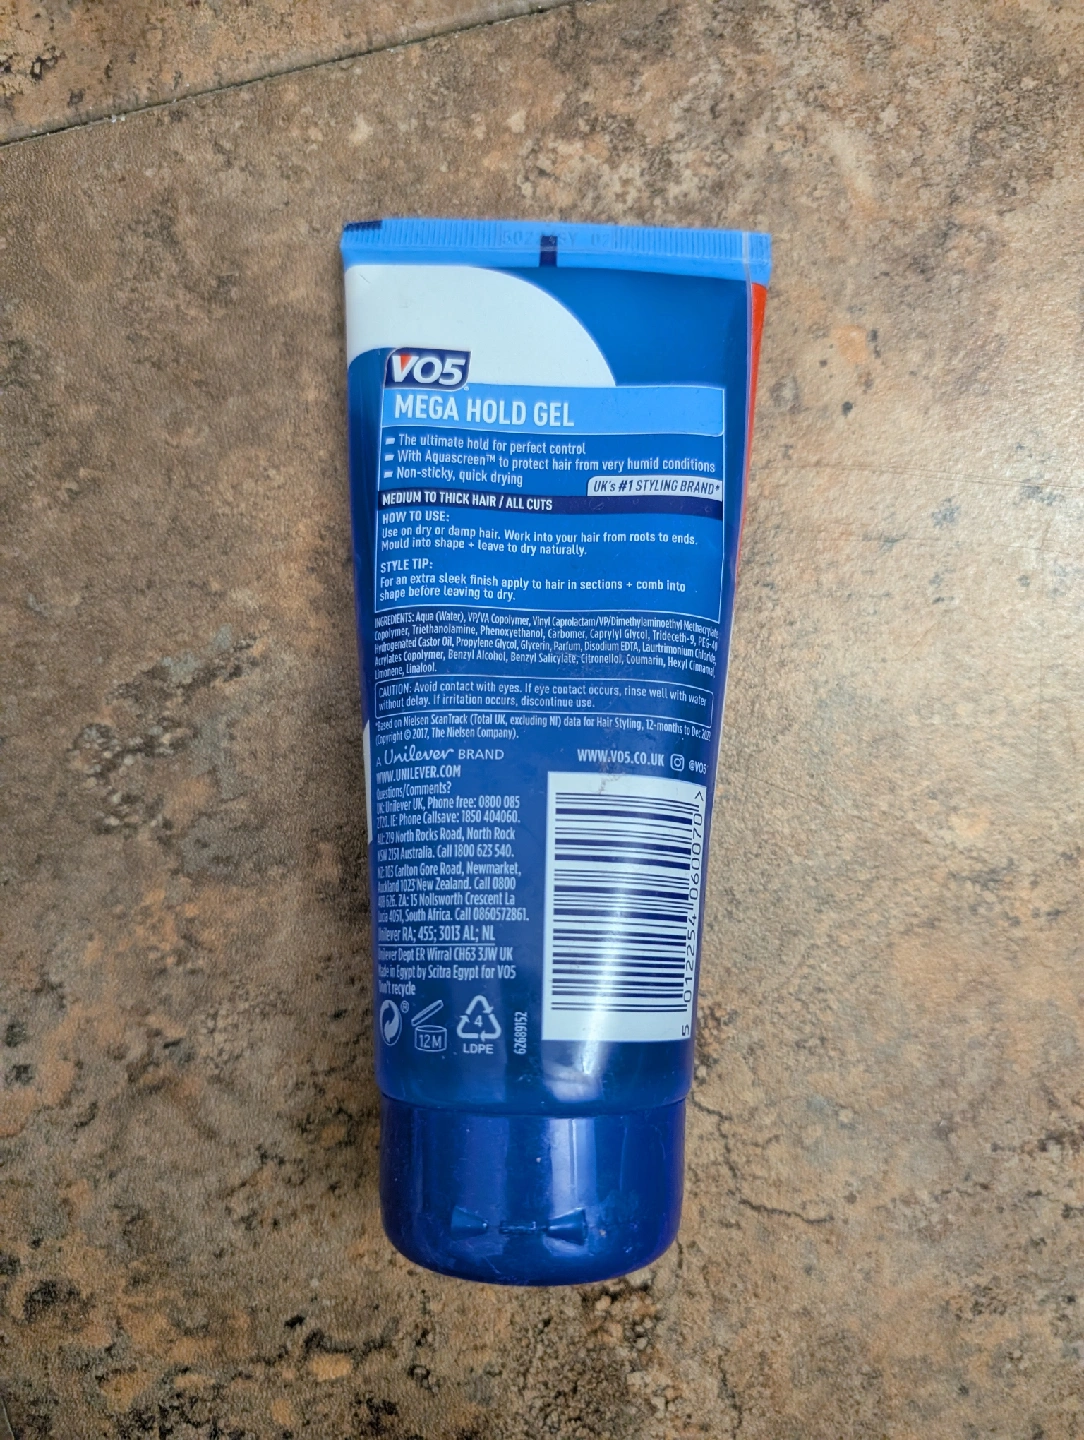 VO5
MEGA HOLD GEL
The ultimate hold for perfect control
With Aquascreen™ to protect hair from very humid conditions
Non-sticky, quick drying
UK's #1 STYLING BRAND*
MEDIUM TO THICK HAIR / ALL CUTS
HOW TO USE:
Use on dry or damp hair. Work into your hair from roots to ends.
Mould into shape + leave to dry naturally.
STYLE TIP:
For an extra sleek finish apply to hair in sections + comb into
shape before leaving to dry.
INGREDIENTS: Aqua (Water), VP/VA Copolymer, Vinyl Caprolactam/VP/Dimethylaminoethyl Methacrylate
Copolymer, Triethanolamine, Phenoxyethanol, Carbomer, Caprylyl Glycol, Trideceth-9, PEG-40
Hydrogenated Castor Oil, Propylene Glycol, Glycerin, Parfum, Disodium EDTA, Laurtrimonium Chloride,
Acrylates Copolymer, Benzyl Alcohol, Benzyl Salicylate, Citronellol, Coumarin, Hexyl Cinnamal,
Limonene, Linalool.
CAUTION: Avoid contact with eyes. If eye contact occurs, rinse well with water
without delay. If irritation occurs, discontinue use.
*Based on Nielsen ScanTrack (Total UK, excluding NI) data for Hair Styling, 12-months to Dec
(Copyright © 2017, The Nielsen Company).
A Unilever BRAND
WWW.VO5.CO.UK @VO5
WWW.UNILEVER.COM
Questions/Comments?
UK: Unilever UK, Phone free: 0800 085
IE: Phone Callsave: 1850 404060.
279 North Rocks Road, North Rock
NSW 2151 Australia. Call 1800 623 540.
NZ: 103 Carlton Gore Road, Newmarket,
Auckland 1023 New Zealand. Call 0800
ZA: 15 Nollsworth Crescent La
Lucia 4051, South Africa. Call 0860572861.
Unilever RA; 455; 3013 AL; NL
Unilever Dept ER Wirral CH63 3JW UK
Made in Egypt by Scitra Egypt for VO5
Don't recycle
®
12M
4
LDPE
62689152
5 012254 060070 >